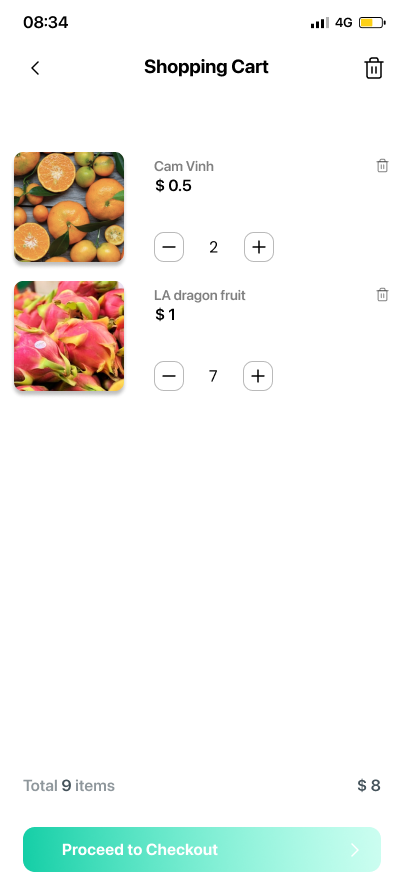 08:34
4G
Shopping Cart
Cam Vinh
$ 0.5
2
LA dragon fruit
$ 1
7
Total 9 items
$ 8
Proceed to Checkout